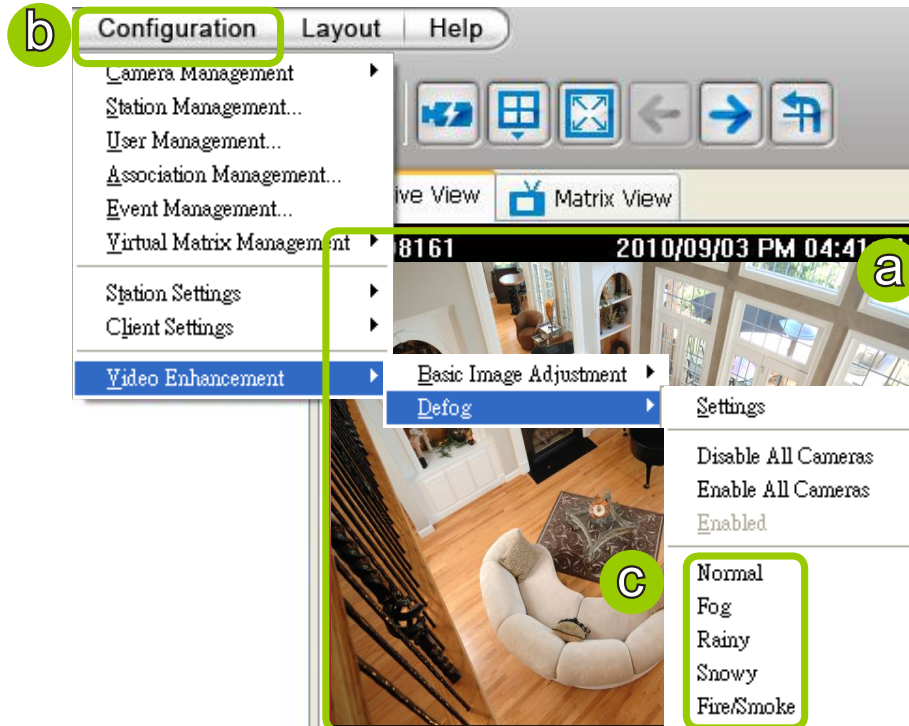 b
Configuration Layout Help
Camera Management
Station Management...
User Management...
Association Management...
Event Management...
Virtual Matrix Management
Station Settings
Client Settings
Video Enhancement
ive View Matrix View
8161 2010/09/03 PM 04:41
a
Basic Image Adjustment
Defog
Settings
Disable All Cameras
Enable All Cameras
Enabled
c
Normal
Fog
Rainy
Snowy
Fire/Smoke